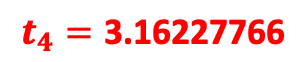 t₄ = 3.16227766